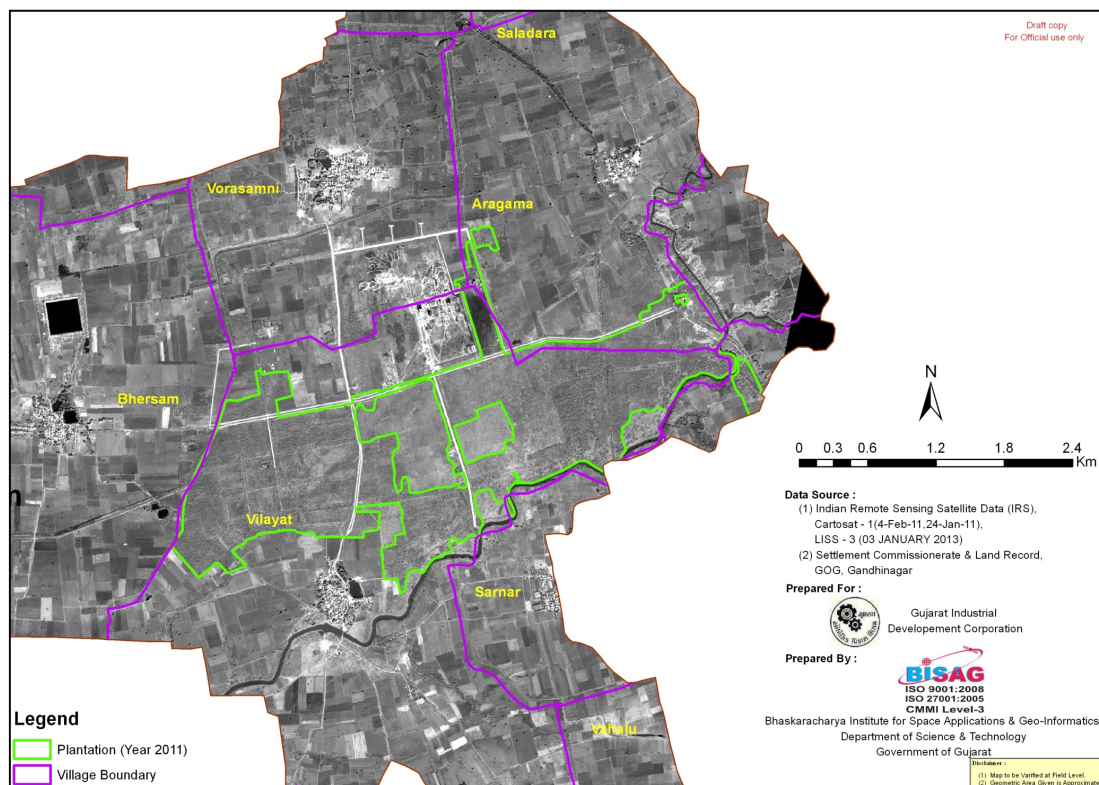 Draft copy
For Official use only
Saladara
Vorasamni
Aragama
Bhersam
Vilayat
Sarnar
Vahalu
N
0 0.3 0.6 1.2 1.8 2.4
Km
Data Source :
(1) Indian Remote Sensing Satellite Data (IRS),
Cartosat - 1(4-Feb-11,24-Jan-11),
LISS - 3 (03 JANUARY 2013)
(2) Settlement Commissionerate & Land Record,
GOG, Gandhinagar
Prepared For :
Gujarat Industrial
Developement Corporation
Prepared By :
BISAG
ISO 9001:2008
ISO 27001:2005
CMMI Level-3
Bhaskaracharya Institute for Space Applications & Geo-Informatics
Department of Science & Technology
Government of Gujarat
Legend
Plantation (Year 2011)
Village Boundary
Disclaimer :
(1) Map to be Varified at Field Level.
(2) Geometric Area Given is Approximate